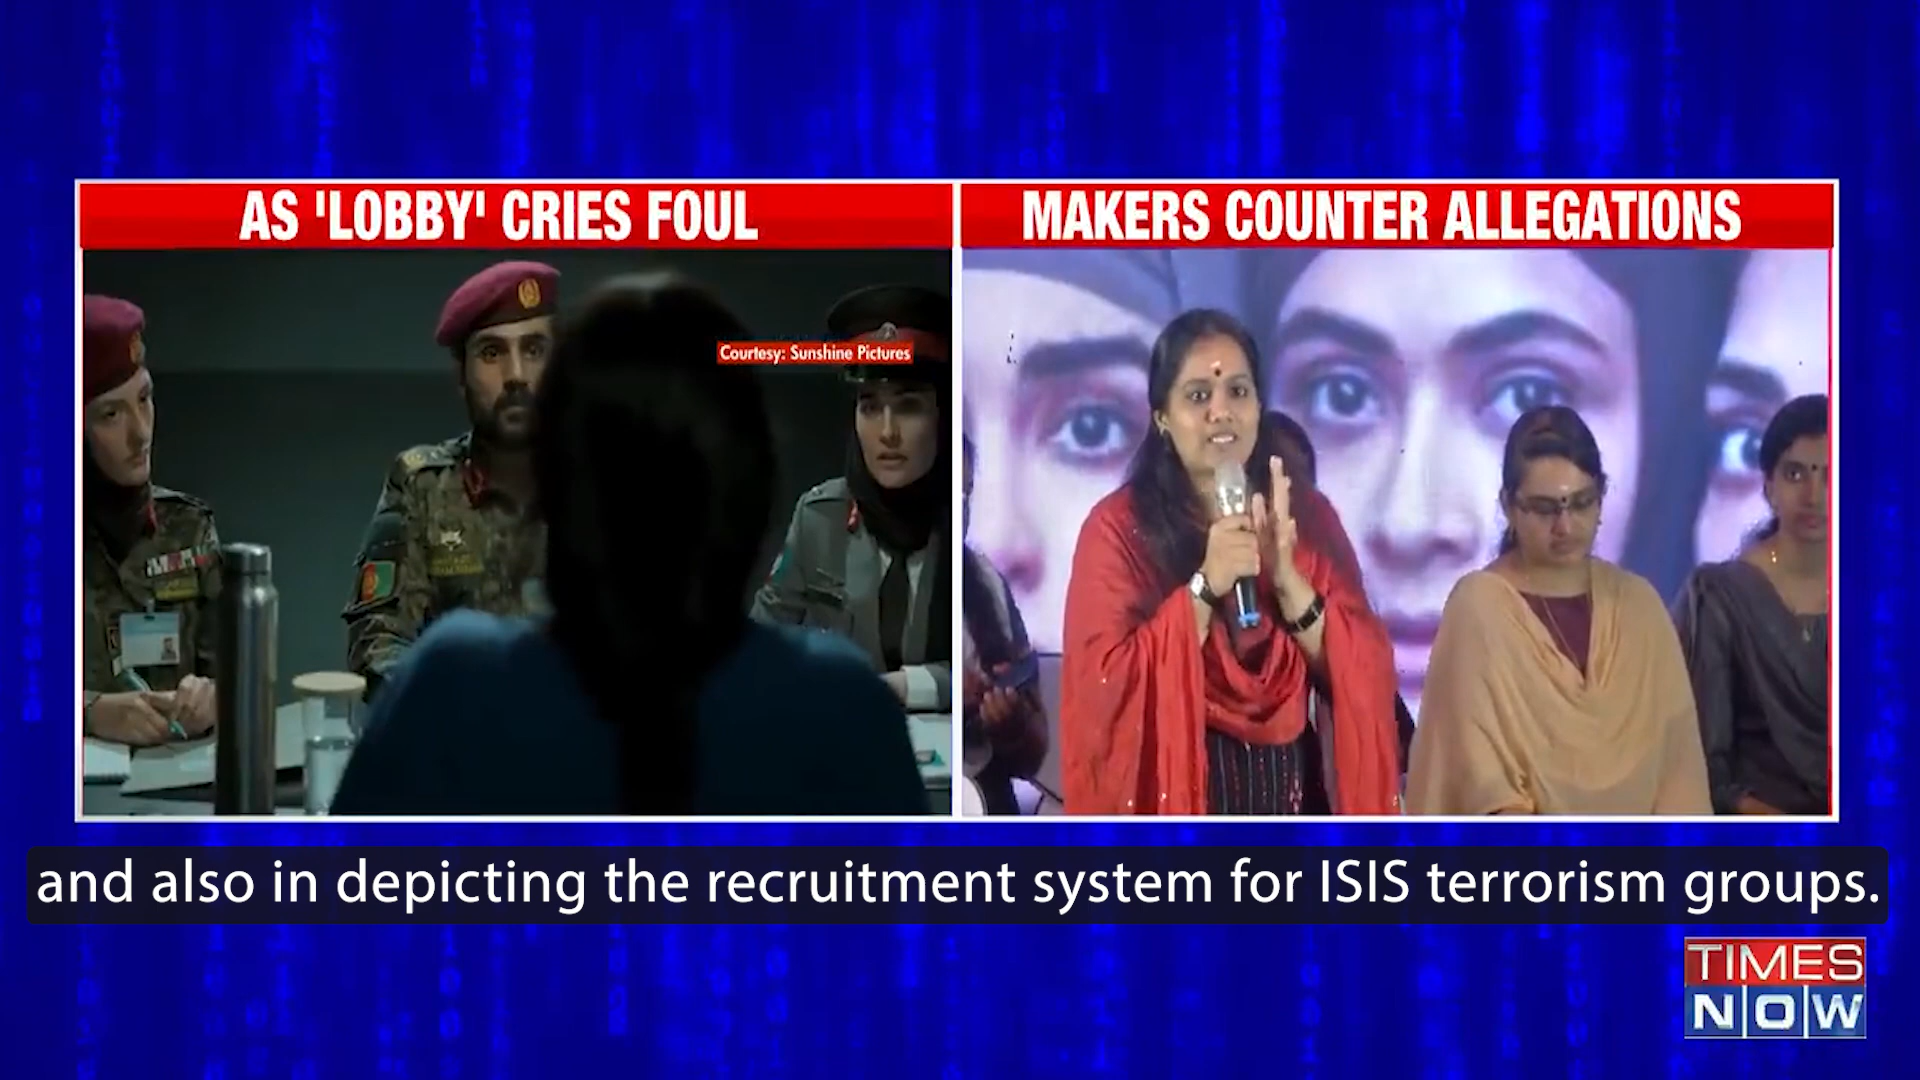 AS 'LOBBY' CRIES FOUL
MAKERS COUNTER ALLEGATIONS
Courtesy: Sunshine Pictures
and also in depicting the recruitment system for ISIS terrorism groups.
TIMES
NOW